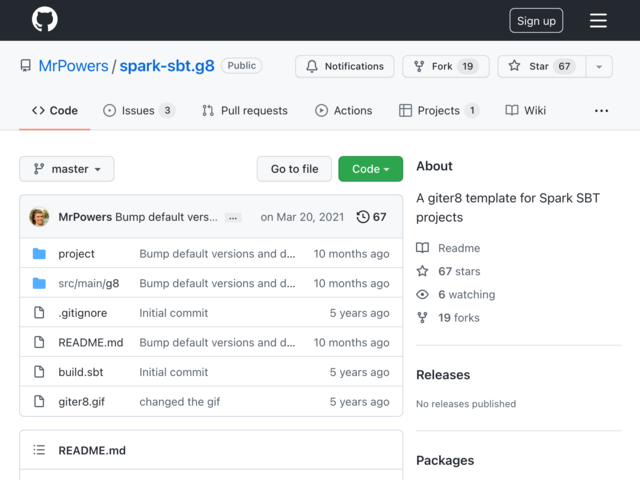 Sign up
MrPowers / spark-sbt.g8 Public
Notifications Fork 19 Star 67
Code Issues 3 Pull requests Actions Projects 1 Wiki ...
master Go to file Code
MrPowers Bump default vers... ... on Mar 20, 2021 67
project Bump default versions and d... 10 months ago
src/main/g8 Bump default versions and d... 10 months ago
.gitignore Initial commit 5 years ago
README.md Bump default versions and d... 10 months ago
build.sbt Initial commit 5 years ago
giter8.gif changed the gif 5 years ago
README.md
About
A giter8 template for Spark SBT
projects
Readme
67 stars
6 watching
19 forks
Releases
No releases published
Packages